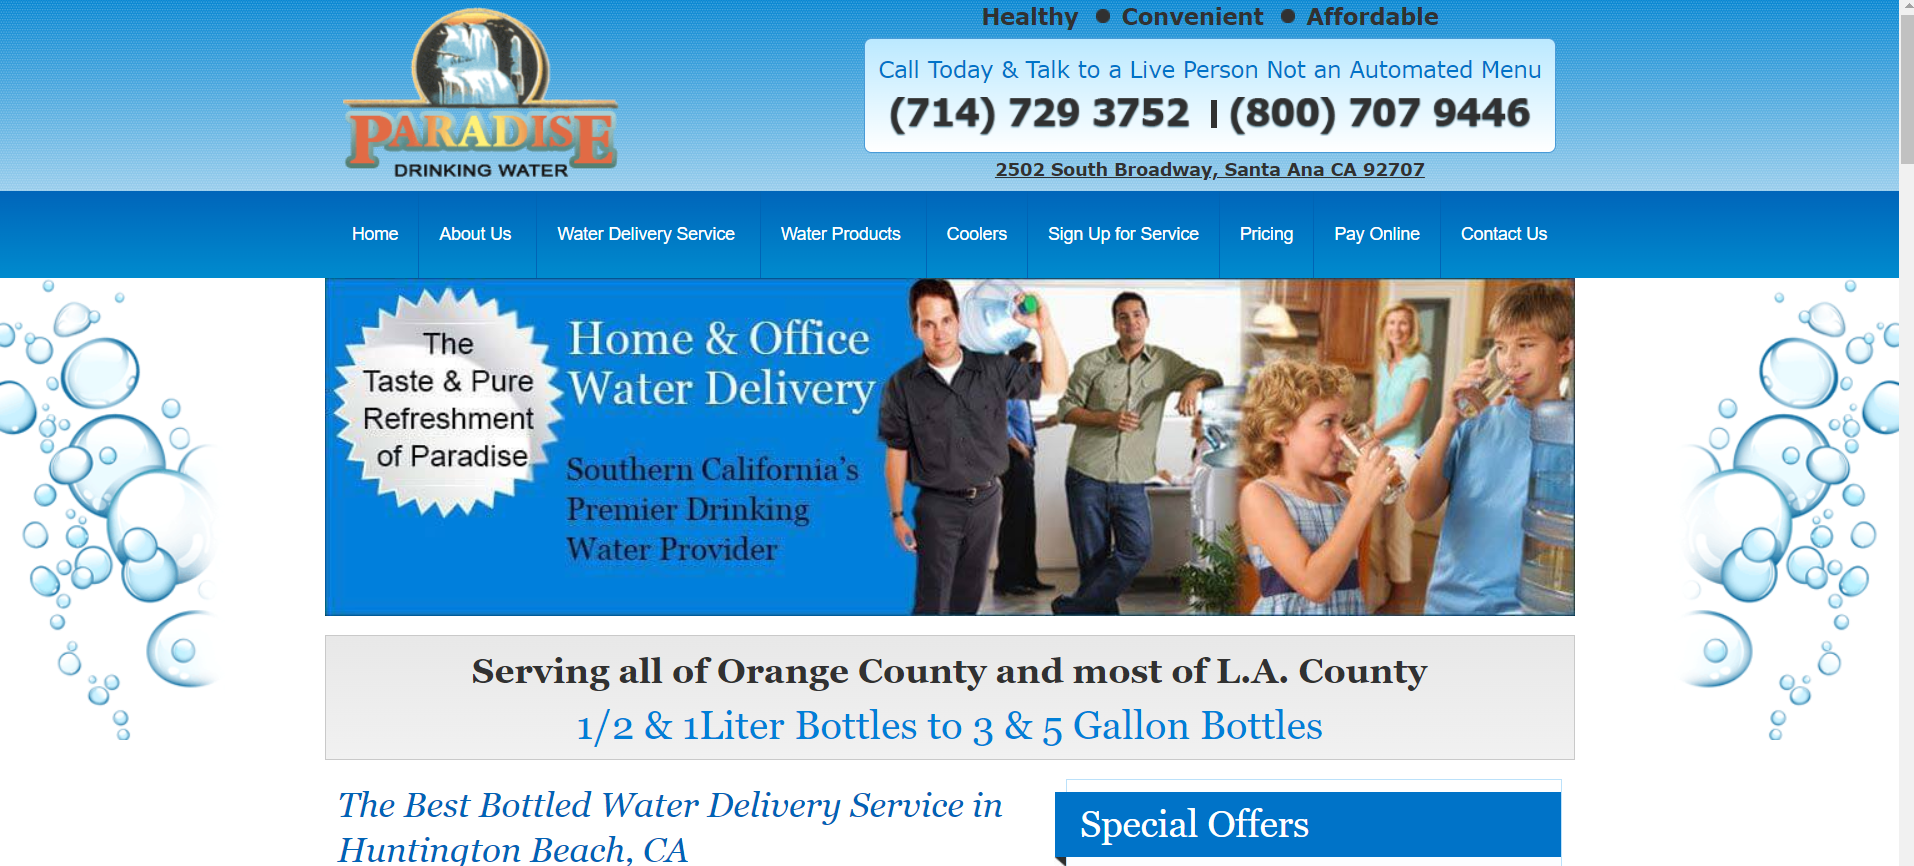 PARADISE
DRINKING WATER
Healthy ● Convenient ● Affordable
Call Today & Talk to a Live Person Not an Automated Menu
(714) 729 3752 | (800) 707 9446
2502 South Broadway, Santa Ana CA 92707
Home
About Us
Water Delivery Service
Water Products
Coolers
Sign Up for Service
Pricing
Pay Online
Contact Us
The
Taste & Pure
Refreshment
of Paradise
Home & Office
Water Delivery
Southern California's
Premier Drinking
Water Provider
Serving all of Orange County and most of L.A. County
1/2 & 1Liter Bottles to 3 & 5 Gallon Bottles
The Best Bottled Water Delivery Service in
Huntington Beach, CA
Special Offers